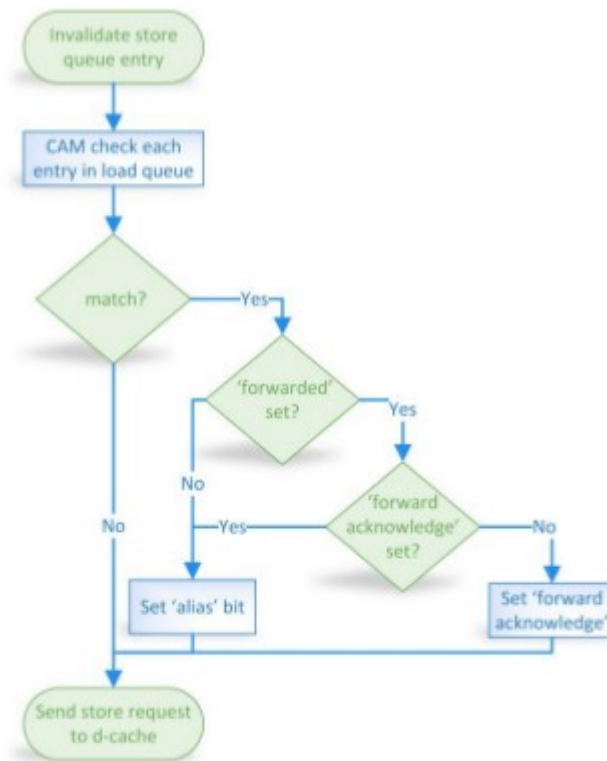 Invalidate store
queue entry
CAM check each
entry in load queue
match?
Yes
'forwarded'
set?
Yes
No
'forward
acknowledge'
set?
Yes
No
No
Set 'alias' bit
Set 'forward
acknowledge'
Send store request
to d-cache